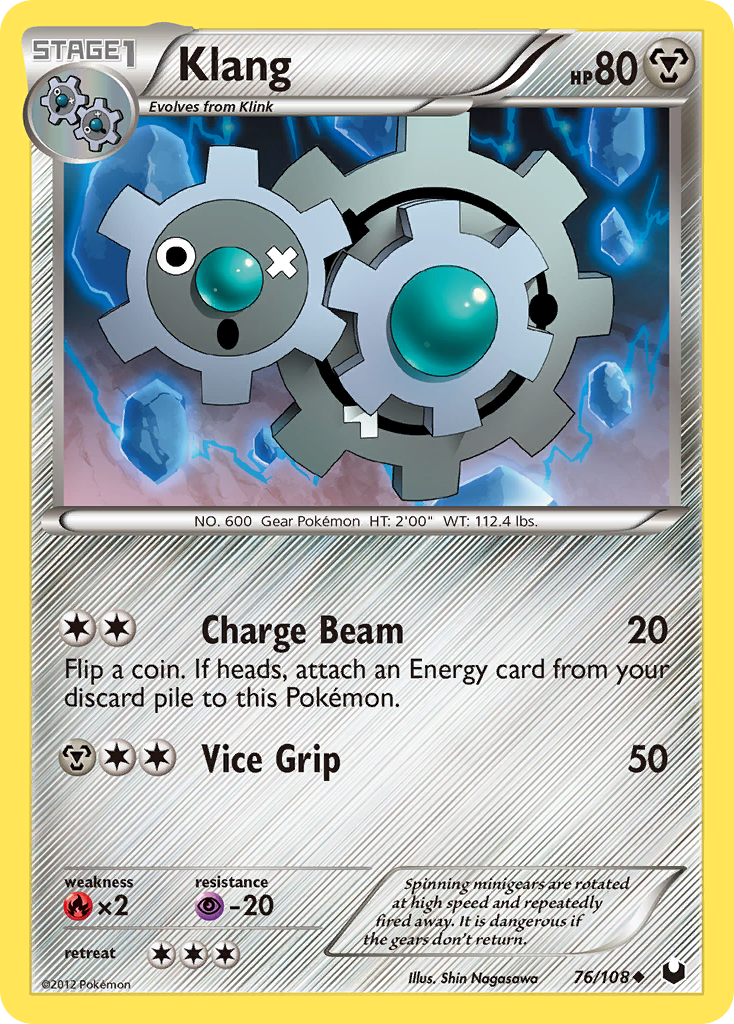 STAGE1
Klang
HP80
Evolves from Klink
NO. 600 Gear Pokémon HT: 2'00" WT: 112.4 lbs.
Charge Beam 20
Flip a coin. If heads, attach an Energy card from your
discard pile to this Pokémon.
Vice Grip 50
weakness resistance
×2 -20
retreat
Spinning minigears are rotated
at high speed and repeatedly
fired away. It is dangerous if
the gears don't return.
©2012 Pokémon
Illus. Shin Nagasawa 76/108